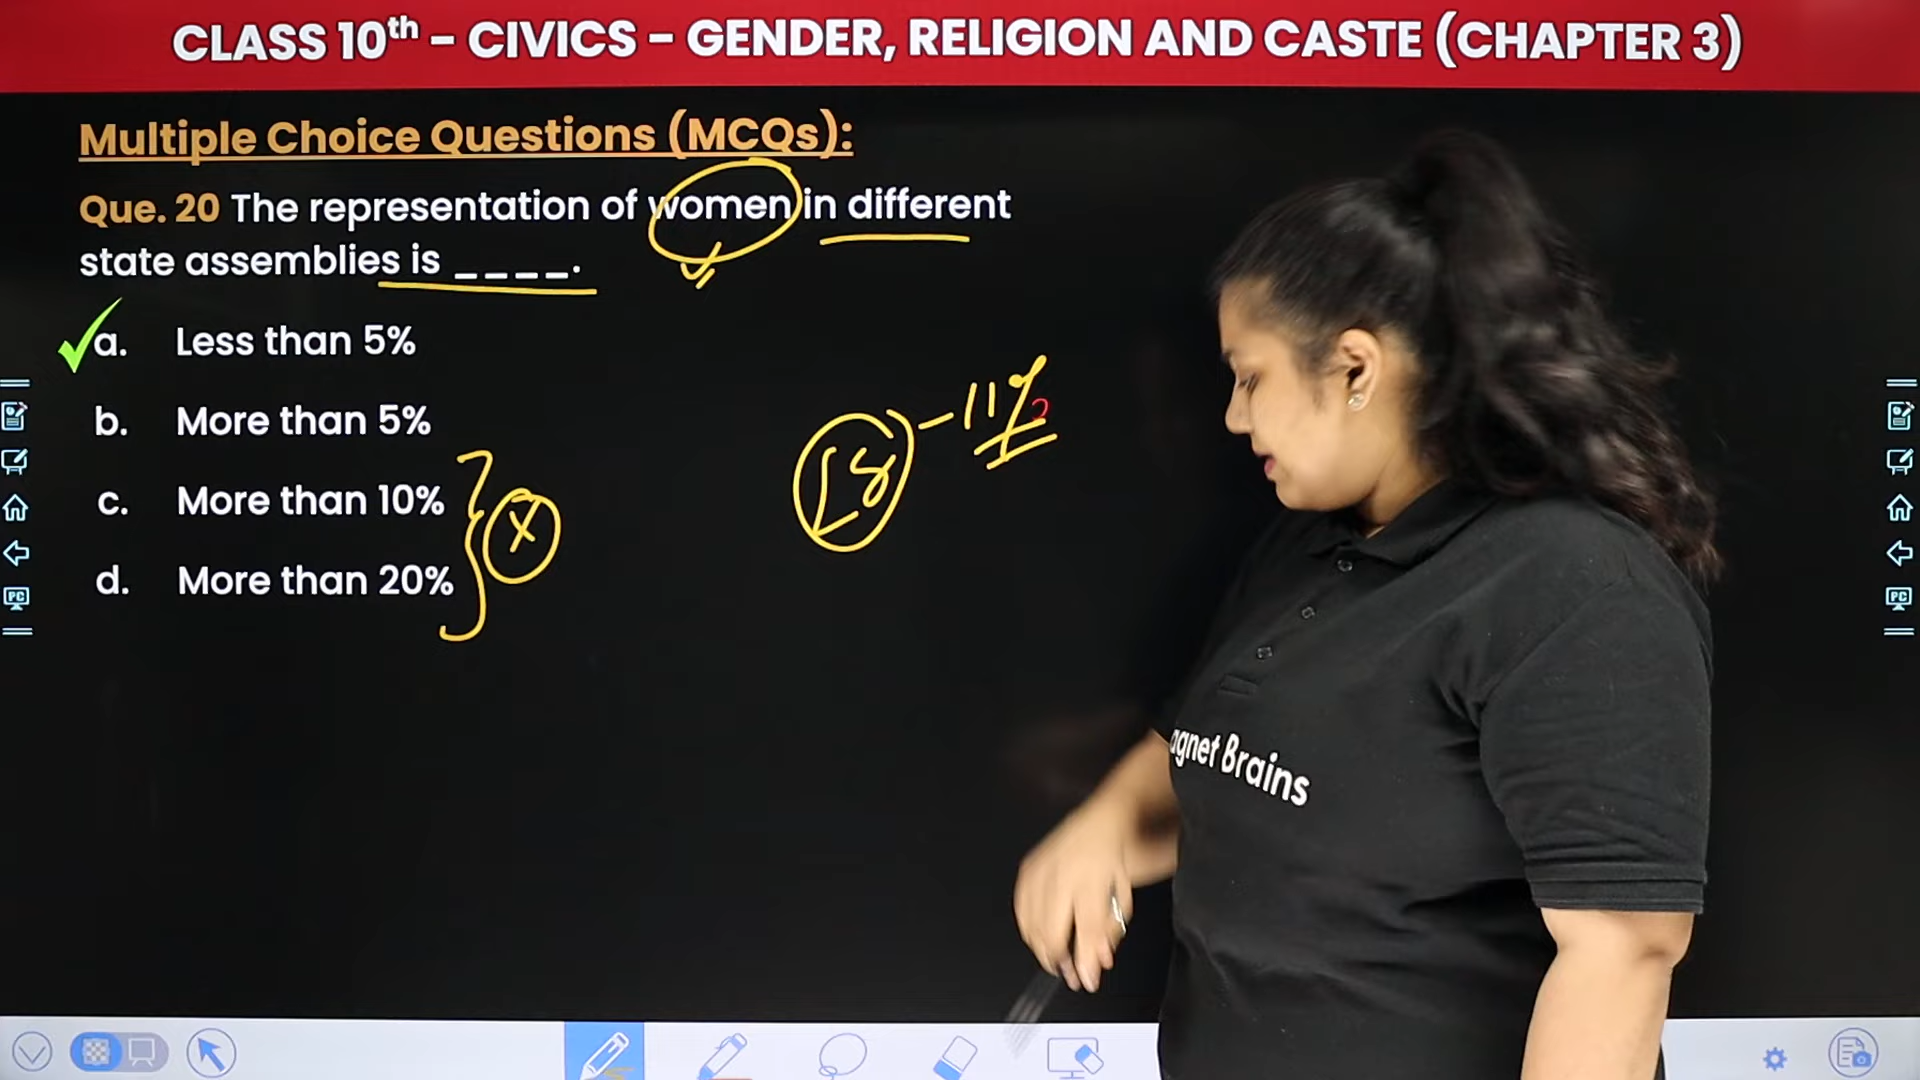 CLASS 10th - CIVICS - GENDER, RELIGION AND CASTE (CHAPTER 3)
Multiple Choice Questions (MCQs):
Que. 20 The representation of women in different
state assemblies is _ _ _ _.
a. Less than 5%
b. More than 5%
c. More than 10%
d. More than 20%
X
LS - 11%
agnet Brains
PC
PC